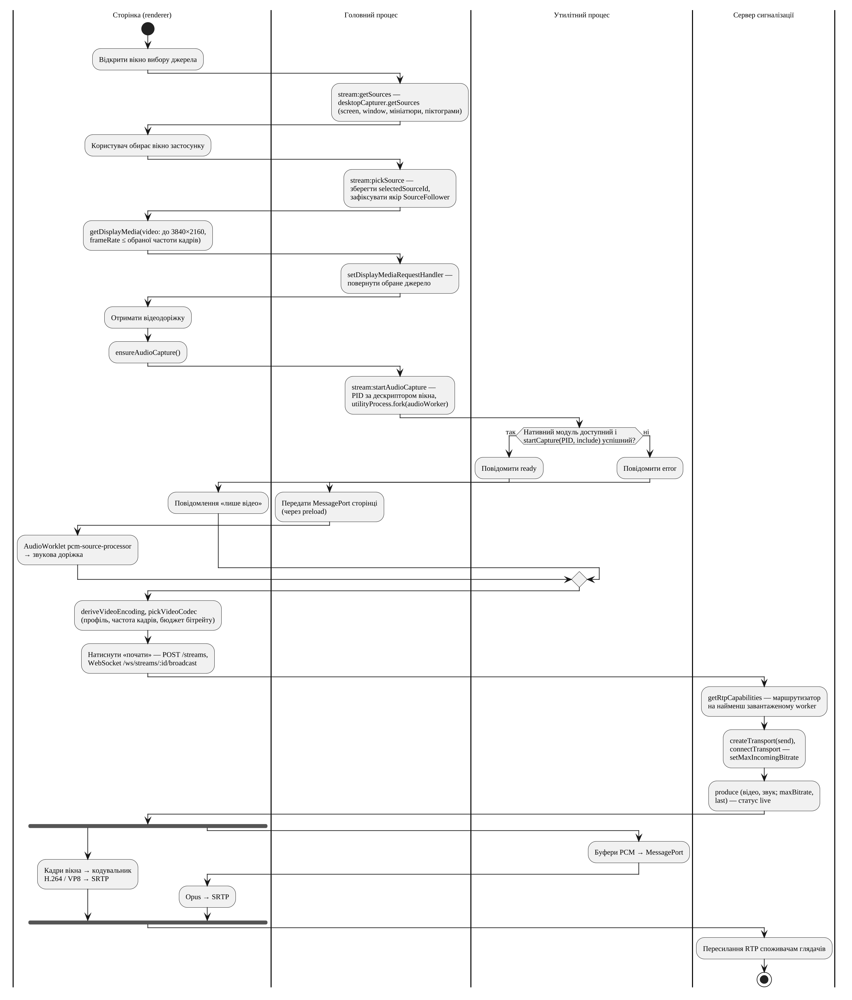 Сторінка (renderer)
Головний процес
Утилітний процес
Сервер сигналізації
Відкрити вікно вибору джерела
stream:getSources —
desktopCapturer.getSources
(screen, window, мініатюри, піктограми)
Користувач обирає вікно застосунку
stream:pickSource —
зберегти selectedSourceId,
зафіксувати якір SourceFollower
getDisplayMedia(video: до 3840×2160,
frameRate ≤ обраної частоти кадрів)
setDisplayMediaRequestHandler —
повернути обране джерело
Отримати відеодоріжку
ensureAudioCapture()
stream:startAudioCapture —
PID за дескриптором вікна,
utilityProcess.fork(audioWorker)
так
Нативний модуль доступний і
startCapture(PID, include) успішний?
ні
Повідомити ready
Повідомити error
Повідомлення «лише відео»
Передати MessagePort сторінці
(через preload)
AudioWorklet pcm-source-processor
→ звукова доріжка
deriveVideoEncoding, pickVideoCodec
(профіль, частота кадрів, бюджет бітрейту)
Натиснути «почати» — POST /streams,
WebSocket /ws/streams/:id/broadcast
getRtpCapabilities — маршрутизатор
на найменш завантаженому worker
createTransport(send),
connectTransport —
setMaxIncomingBitrate
produce (відео, звук; maxBitrate,
last) — статус live
Буфери PCM → MessagePort
Кадри вікна → кодувальник
H.264 / VP8 → SRTP
Opus → SRTP
Пересилання RTP споживачам глядачів